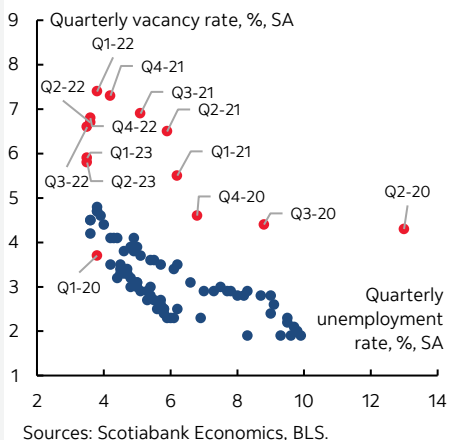 Quarterly vacancy rate, %, SA
9
8
7
6
5
4
3
2
1
Q1-22
Q4-21
Q2-22
Q3-21
Q2-21
Q4-22
Q1-23
Q1-21
Q3-22
Q2-23
Q4-20
Q2-20
Q3-20
Q1-20
Quarterly
unemployment
rate, %, SA
2 4 6 8 10 12 14
Sources: Scotiabank Economics, BLS.